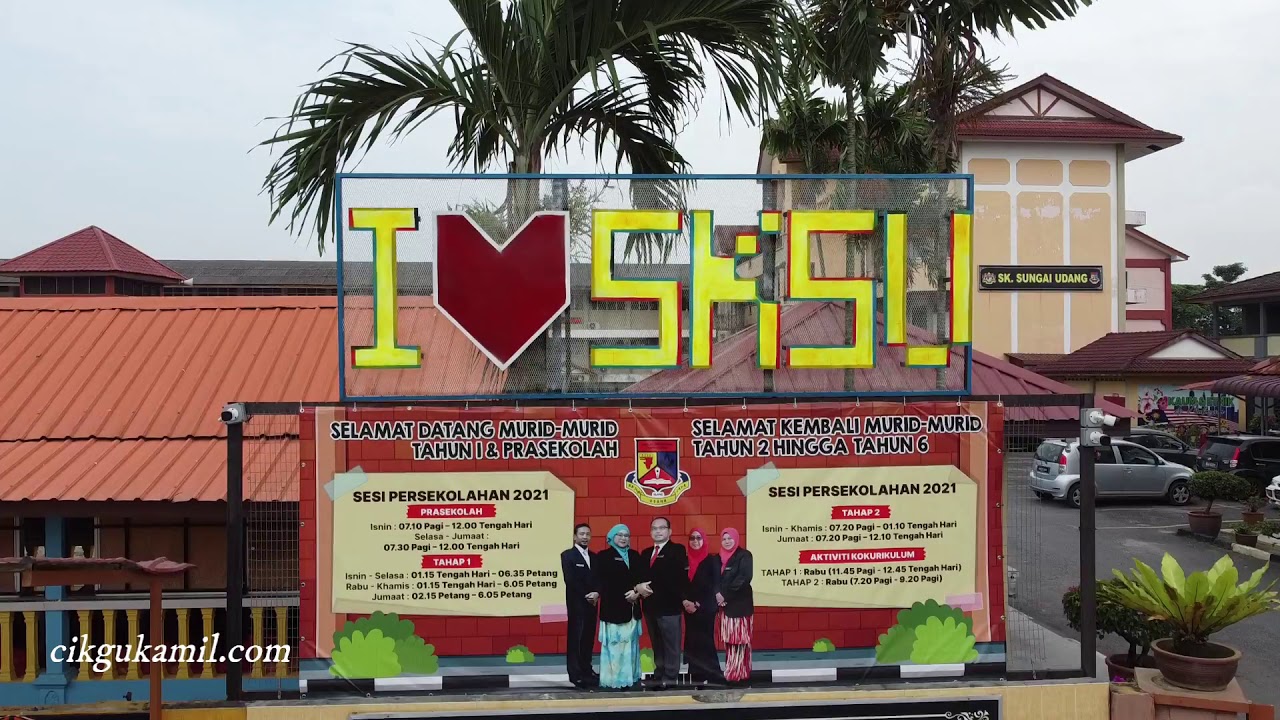 I ♥ SKSU
SK. SUNGAI UDANG
SELAMAT DATANG MURID-MURID
TAHUN 1 & PRASEKOLAH
SELAMAT KEMBALI MURID-MURID
TAHUN 2 HINGGA TAHUN 6
SESI PERSEKOLAHAN 2021
PRASEKOLAH
Isnin : 07.10 Pagi - 12.00 Tengah Hari
Selasa - Jumaat :
07.30 Pagi - 12.00 Tengah Hari
TAHAP 1
Isnin - Selasa : 01.15 Tengah Hari - 06.35 Petang
Rabu - Khamis : 01.15 Tengah Hari - 6.05 Petang
Jumaat : 02.15 Petang - 6.05 Petang
SESI PERSEKOLAHAN 2021
TAHAP 2
Isnin - Khamis : 07.20 Pagi - 01.10 Tengah Hari
Jumaat : 07.20 Pagi - 12.10 Tengah Hari
AKTIVITI KOKURIKULUM
TAHAP 1 : Rabu (11.45 Pagi - 12.45 Tengah Hari)
TAHAP 2 : Rabu (7.20 Pagi - 9.20 Pagi)
cikgukamil.com